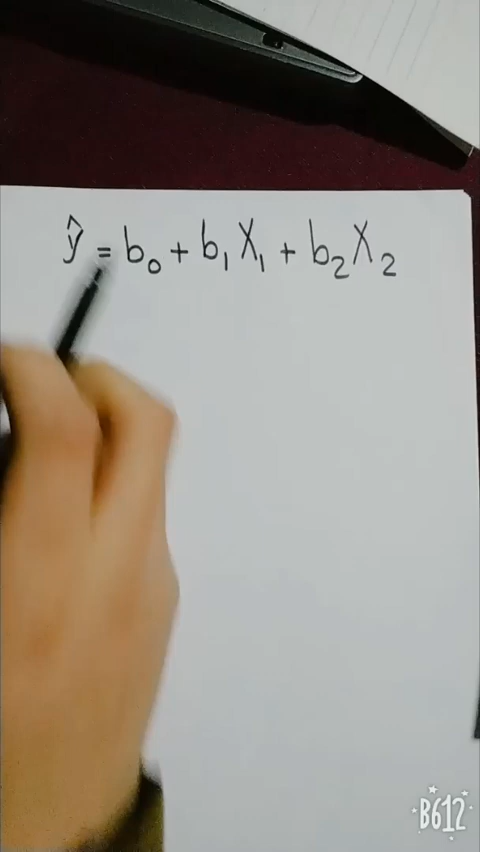 ŷ = b₀ + b₁X₁ + b₂X₂
B612